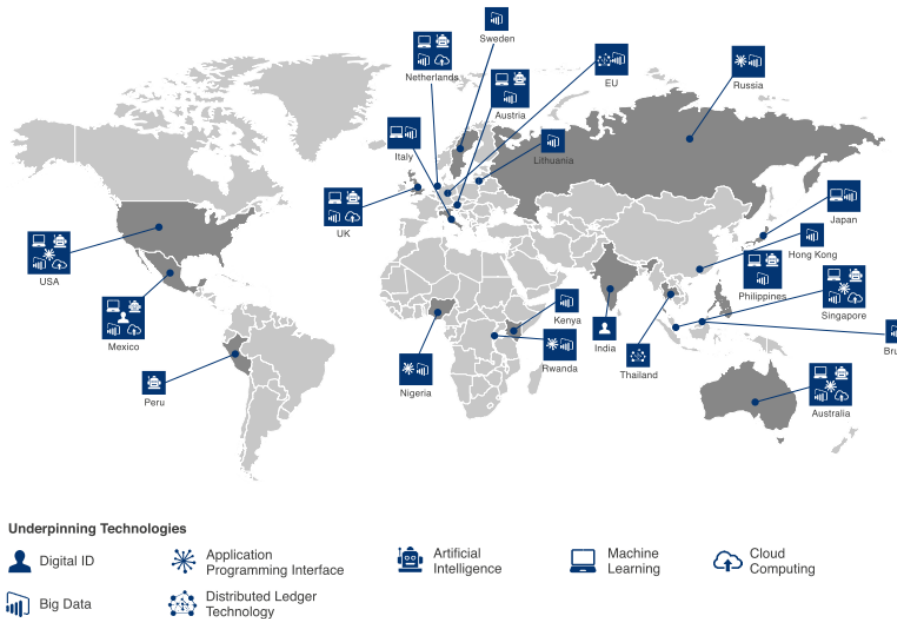 Sweden
Netherlands
EU
Russia
Austria
Italy
Lithuania
UK
Japan
USA
Hong Kong
Philippines
Singapore
Mexico
Kenya
India
Bru
Rwanda
Thailand
Peru
Nigeria
Australia
Underpinning Technologies
Digital ID
Application
Programming Interface
Artificial
Intelligence
Machine
Learning
Cloud
Computing
Big Data
Distributed Ledger
Technology